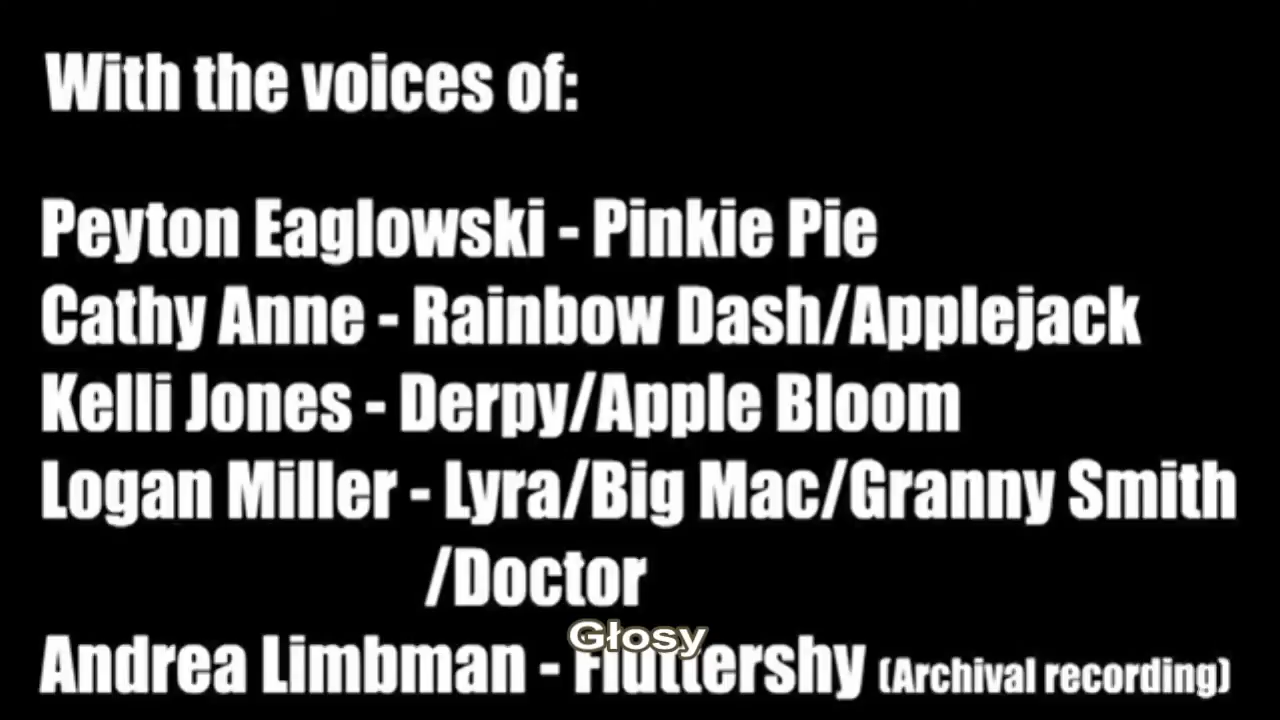 With the voices of:
Peyton Eaglowski - Pinkie Pie
Cathy Anne - Rainbow Dash/Applejack
Kelli Jones - Derpy/Apple Bloom
Logan Miller - Lyra/Big Mac/Granny Smith
/Doctor
Głosy
Andrea Limbman - Fluttershy (Archival recording)